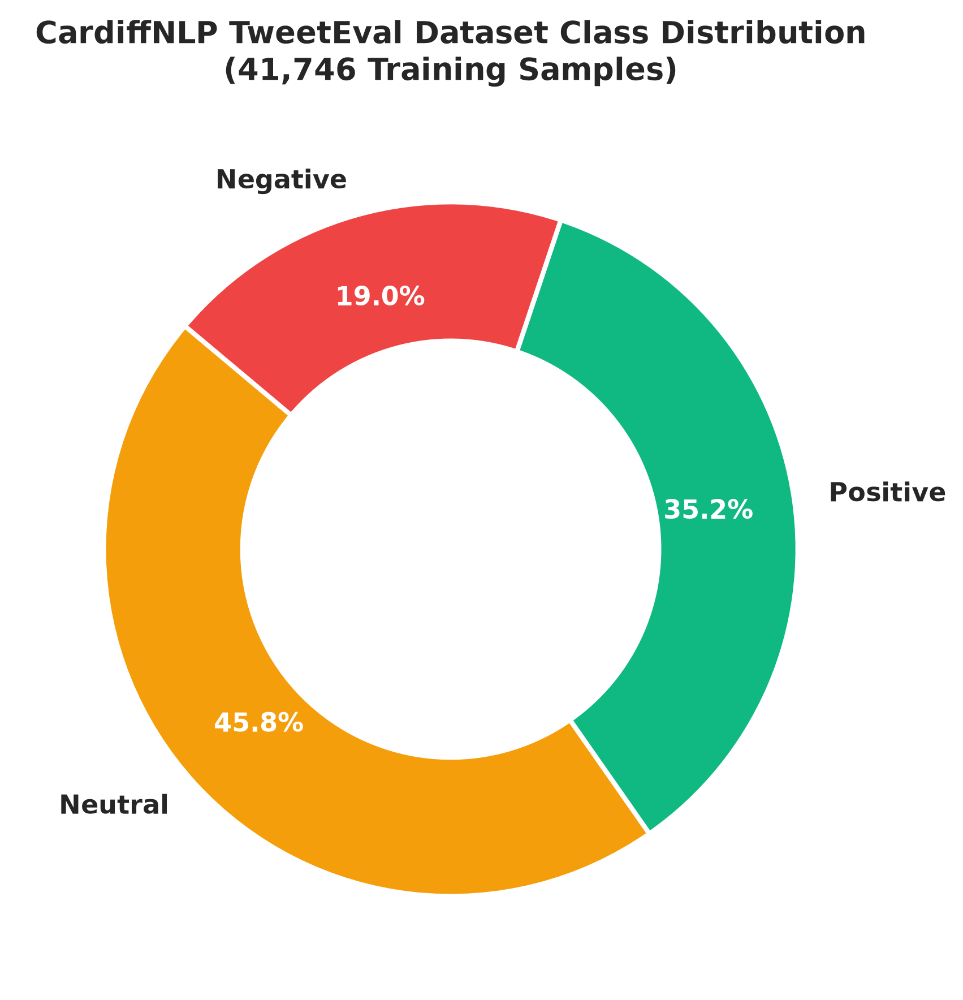 CardiffNLP TweetEval Dataset Class Distribution
(41,746 Training Samples)
Negative
19.0%
Positive
35.2%
45.8%
Neutral